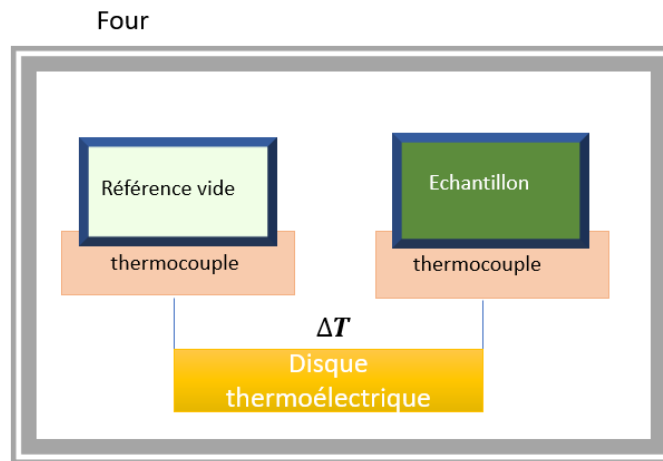 Four
Référence vide
Echantillon
thermocouple
thermocouple
ΔT
Disque
thermoélectrique